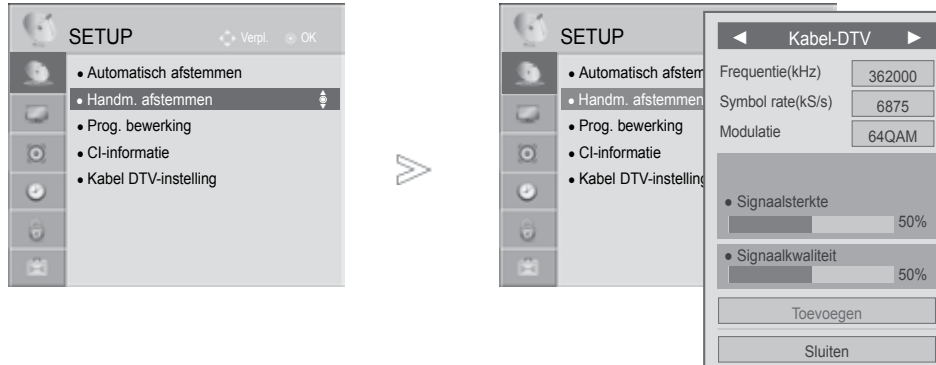 SETUP
Verpl. OK
• Automatisch afstemmen
• Handm. afstemmen
• Prog. bewerking
• CI-informatie
• Kabel DTV-instelling
SETUP
• Automatisch afstem
• Handm. afstemmen
• Prog. bewerking
• CI-informatie
• Kabel DTV-instelling
◄ Kabel-DTV ►
Frequentie(kHz) 362000
Symbol rate(kS/s) 6875
Modulatie 64QAM
• Signaalsterkte
50%
• Signaalkwaliteit
50%
Toevoegen
Sluiten